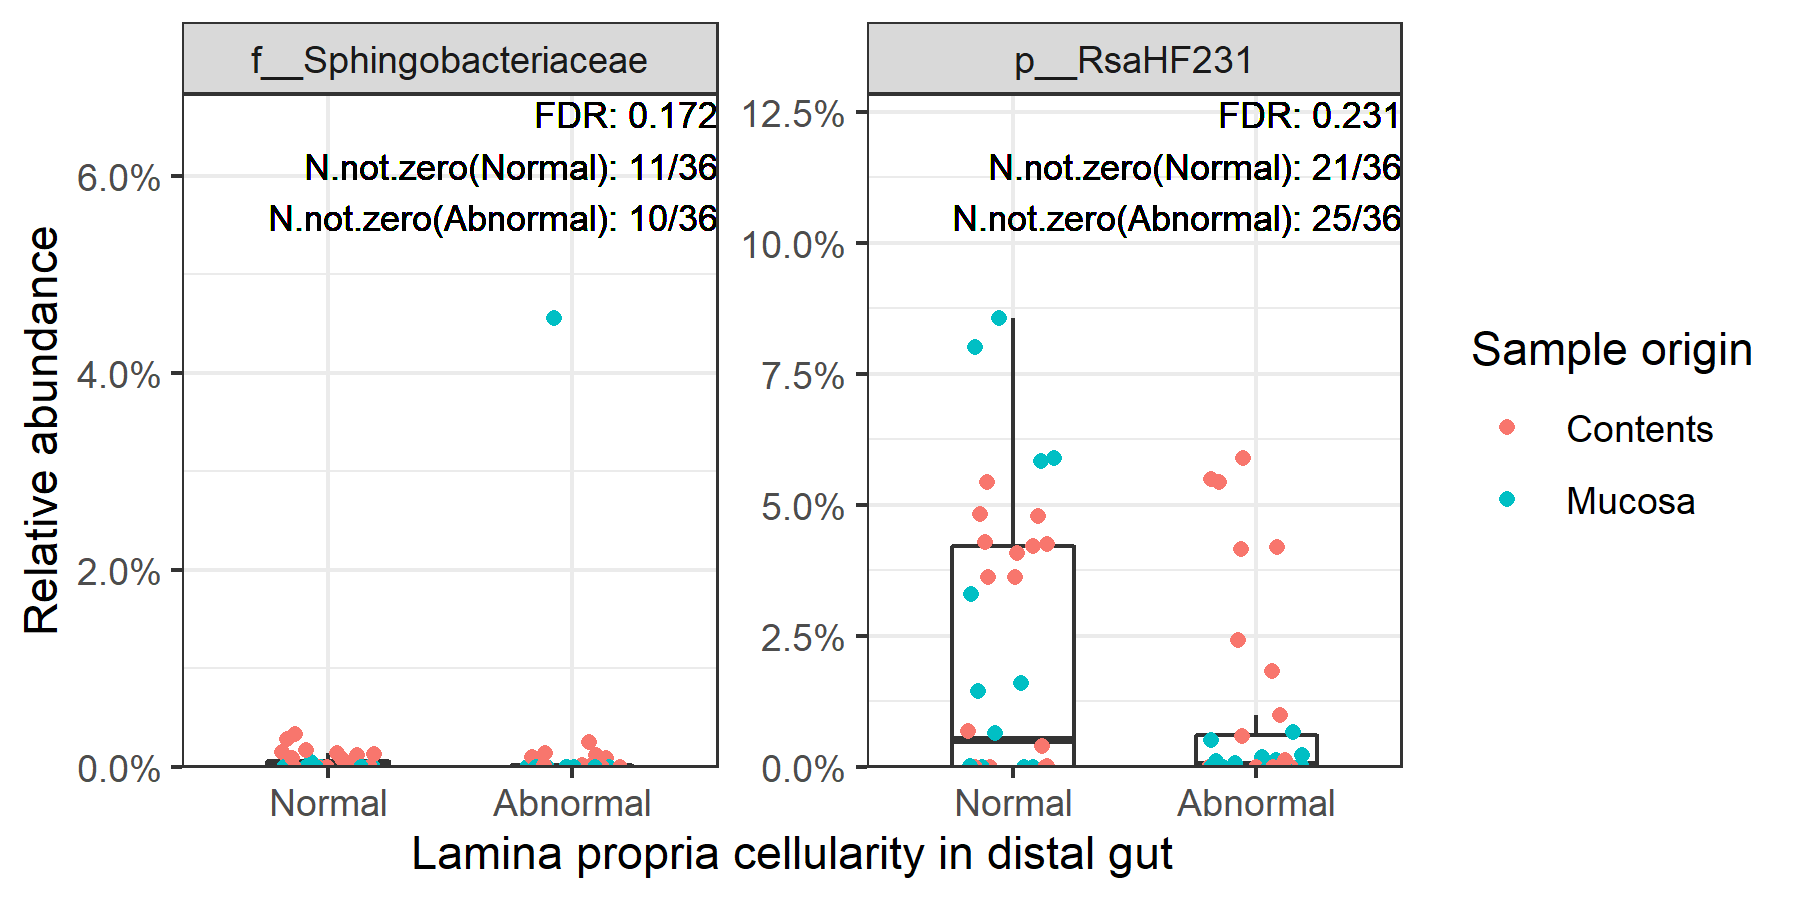 f__Sphingobacteriaceae
p__RsaHF231
FDR: 0.172
N.not.zero(Normal): 11/36
N.not.zero(Abnormal): 10/36
FDR: 0.231
N.not.zero(Normal): 21/36
N.not.zero(Abnormal): 25/36
Relative abundance
6.0%
4.0%
2.0%
0.0%
12.5%
10.0%
7.5%
5.0%
2.5%
0.0%
Normal
Abnormal
Normal
Abnormal
Lamina propria cellularity in distal gut
Sample origin
Contents
Mucosa